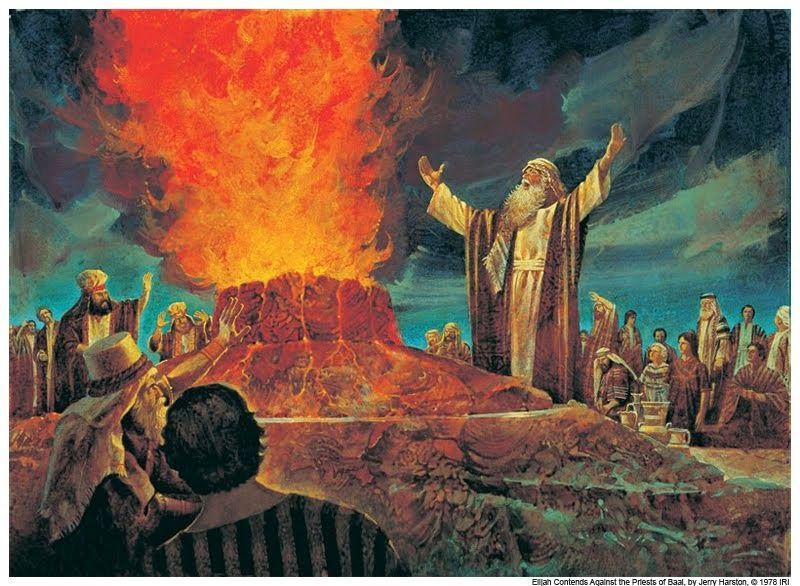 Elijah Contends Against the Priests of Baal, by Jerry Harston, © 1978 IRI